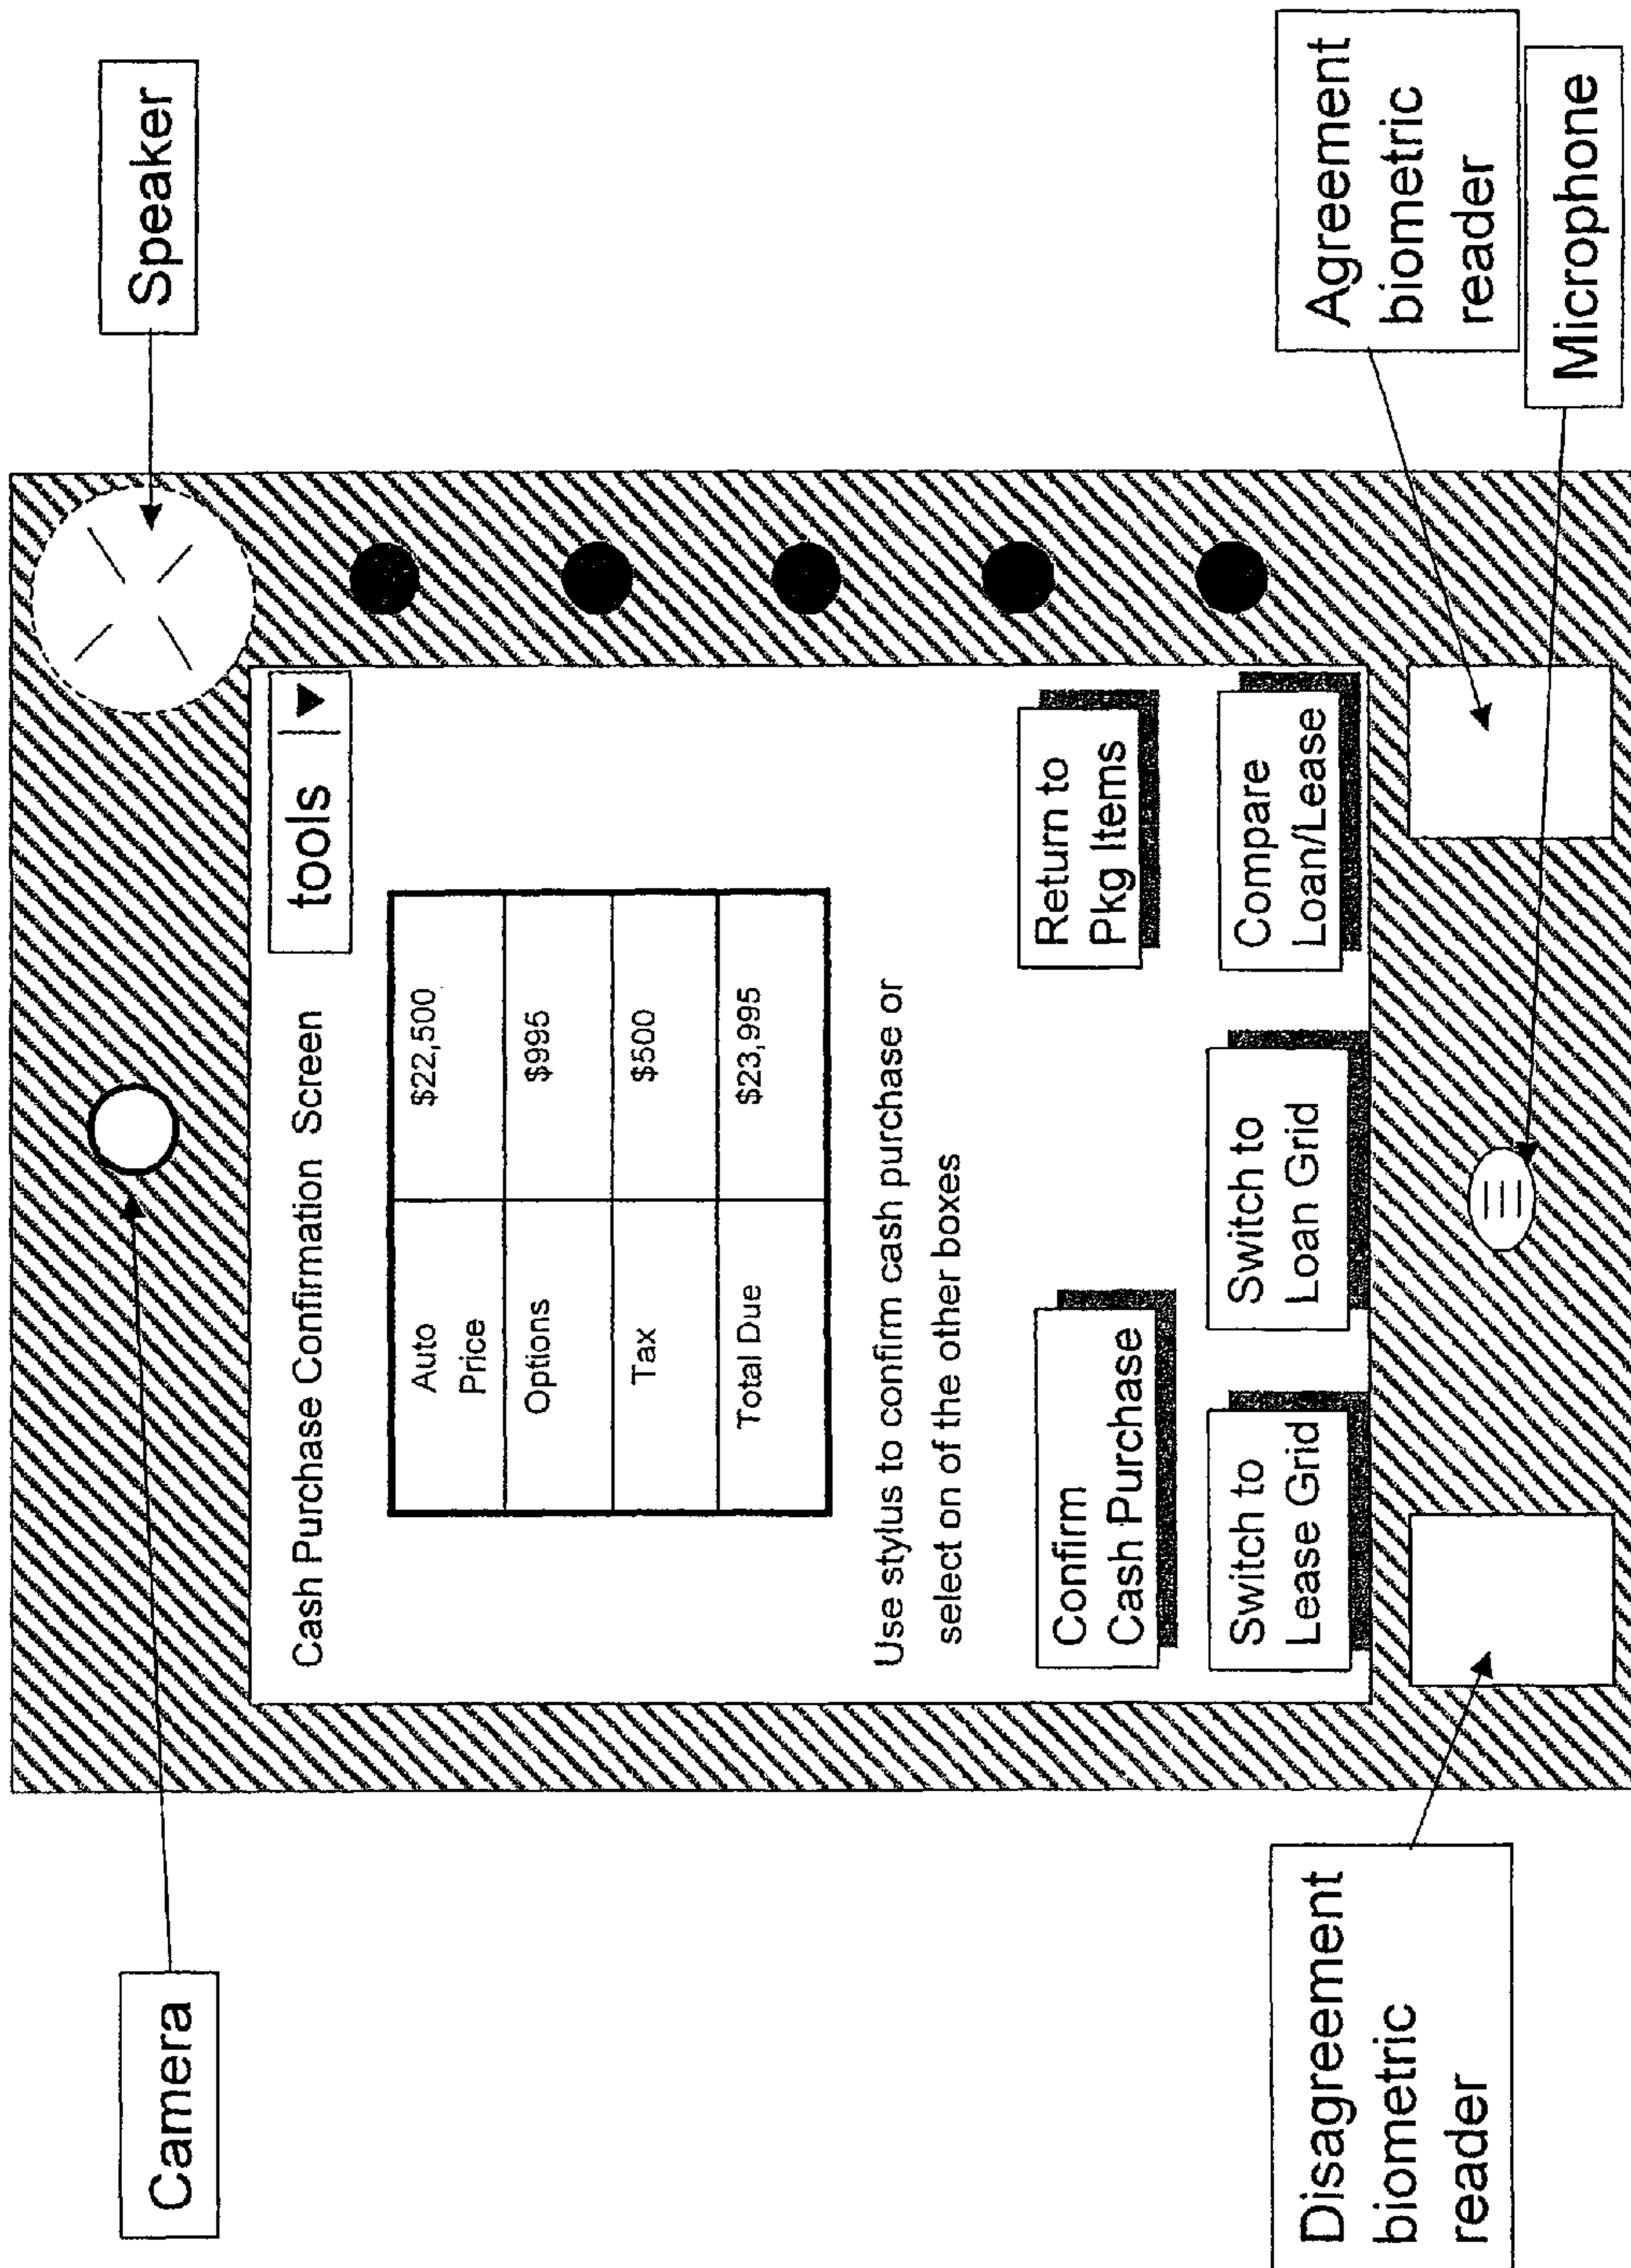 Camera
Speaker
Cash Purchase Confirmation Screen
tools
Auto
Price
$22,500
Options
$995
Tax
$500
Total Due
$23,995
Use stylus to confirm cash purchase or
select on of the other boxes
Confirm
Cash Purchase
Return to
Pkg Items
Switch to
Lease Grid
Switch to
Loan Grid
Compare
Loan/Lease
Disagreement
biometric
reader
Agreement
biometric
reader
Microphone